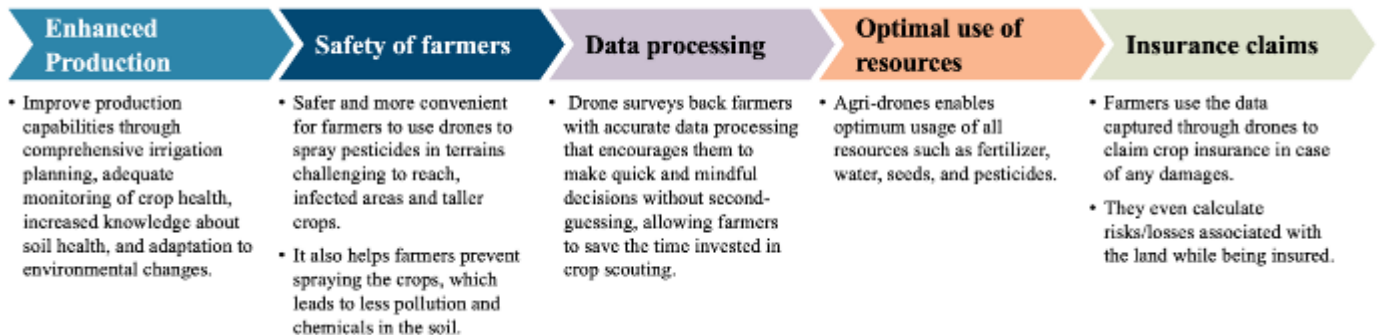 Enhanced
Production
• Improve production
capabilities through
comprehensive irrigation
planning, adequate
monitoring of crop health,
increased knowledge about
soil health, and adaptation to
environmental changes.
Safety of farmers
• Safer and more convenient
for farmers to use drones to
spray pesticides in terrains
challenging to reach,
infected areas and taller
crops.
• It also helps farmers prevent
spraying the crops, which
leads to less pollution and
chemicals in the soil.
Data processing
• Drone surveys back farmers
with accurate data processing
that encourages them to
make quick and mindful
decisions without second-
guessing, allowing farmers
to save the time invested in
crop scouting.
Optimal use of
resources
• Agri-drones enables
optimum usage of all
resources such as fertilizer,
water, seeds, and pesticides.
Insurance claims
• Farmers use the data
captured through drones to
claim crop insurance in case
of any damages.
• They even calculate
risks/losses associated with
the land while being insured.